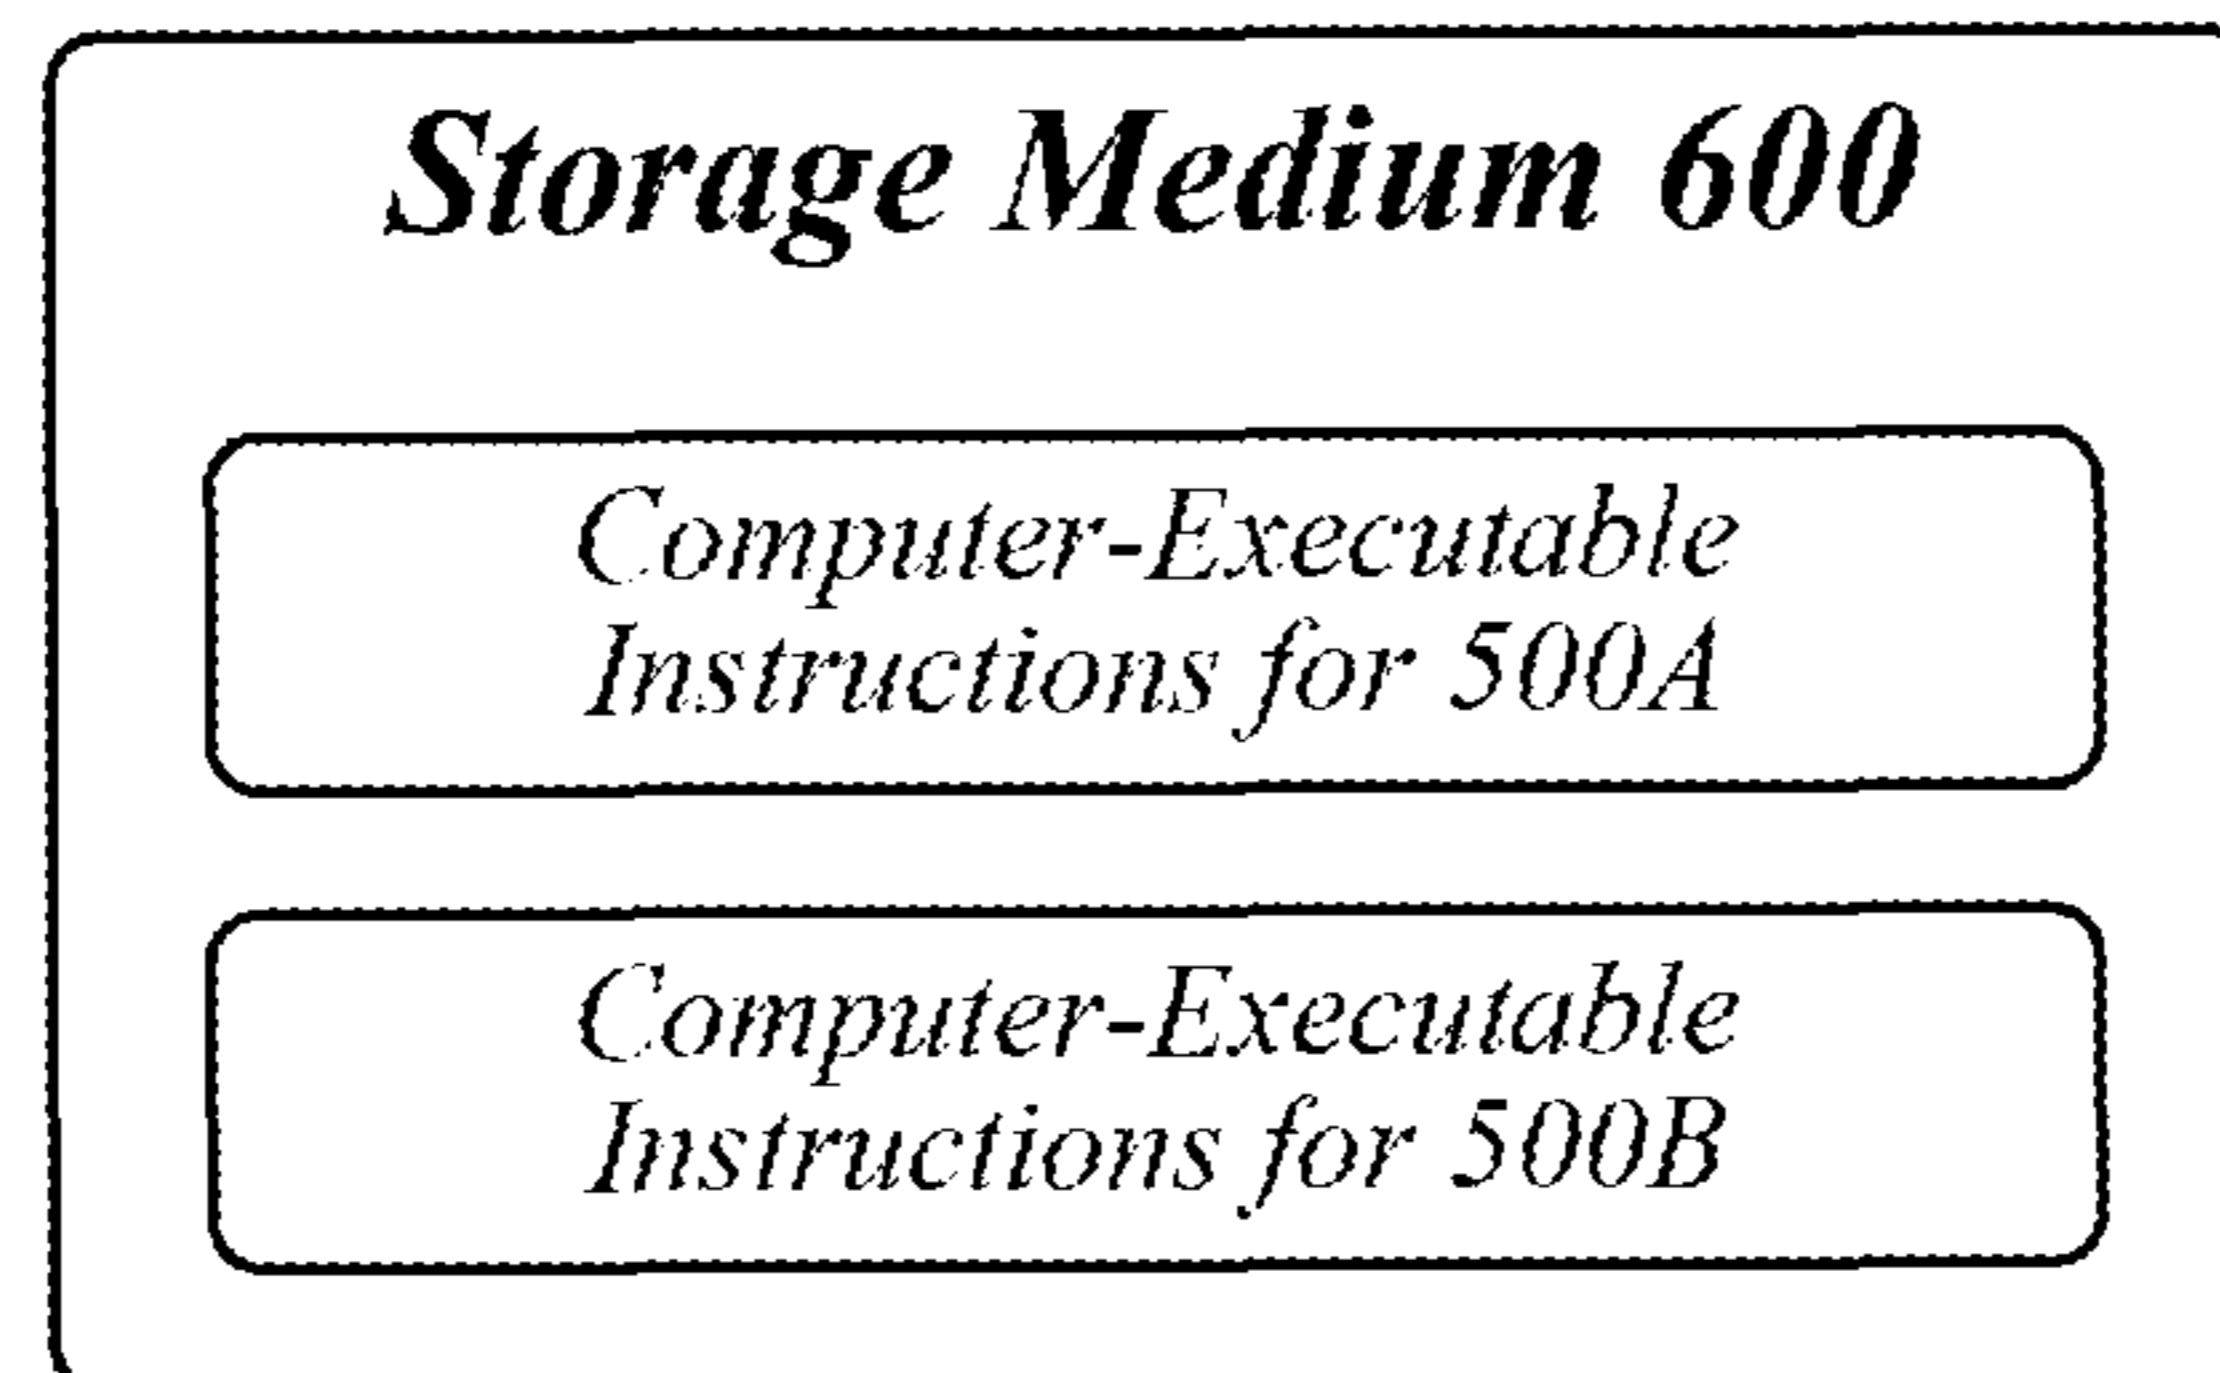 Storage Medium 600
Computer-Executable
Instructions for 500A
Computer-Executable
Instructions for 500B